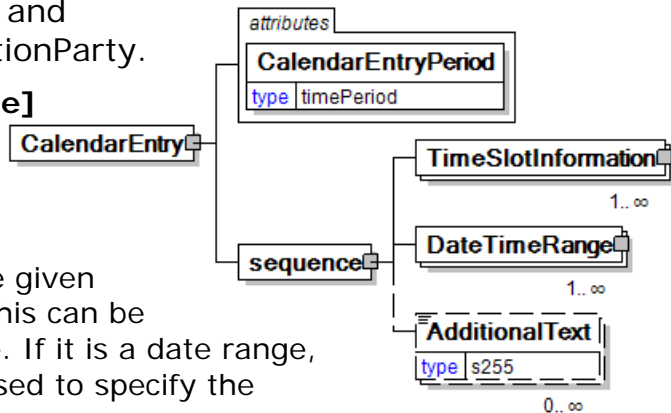 and
tionParty.
e]
attributes
CalendarEntryPeriod
type timePeriod
CalendarEntry
TimeSlotInformation
1.. ∞
sequence
DateTimeRange
1.. ∞
AdditionalText
type s255
0.. ∞
e given
his can be
e. If it is a date range,
sed to specify the